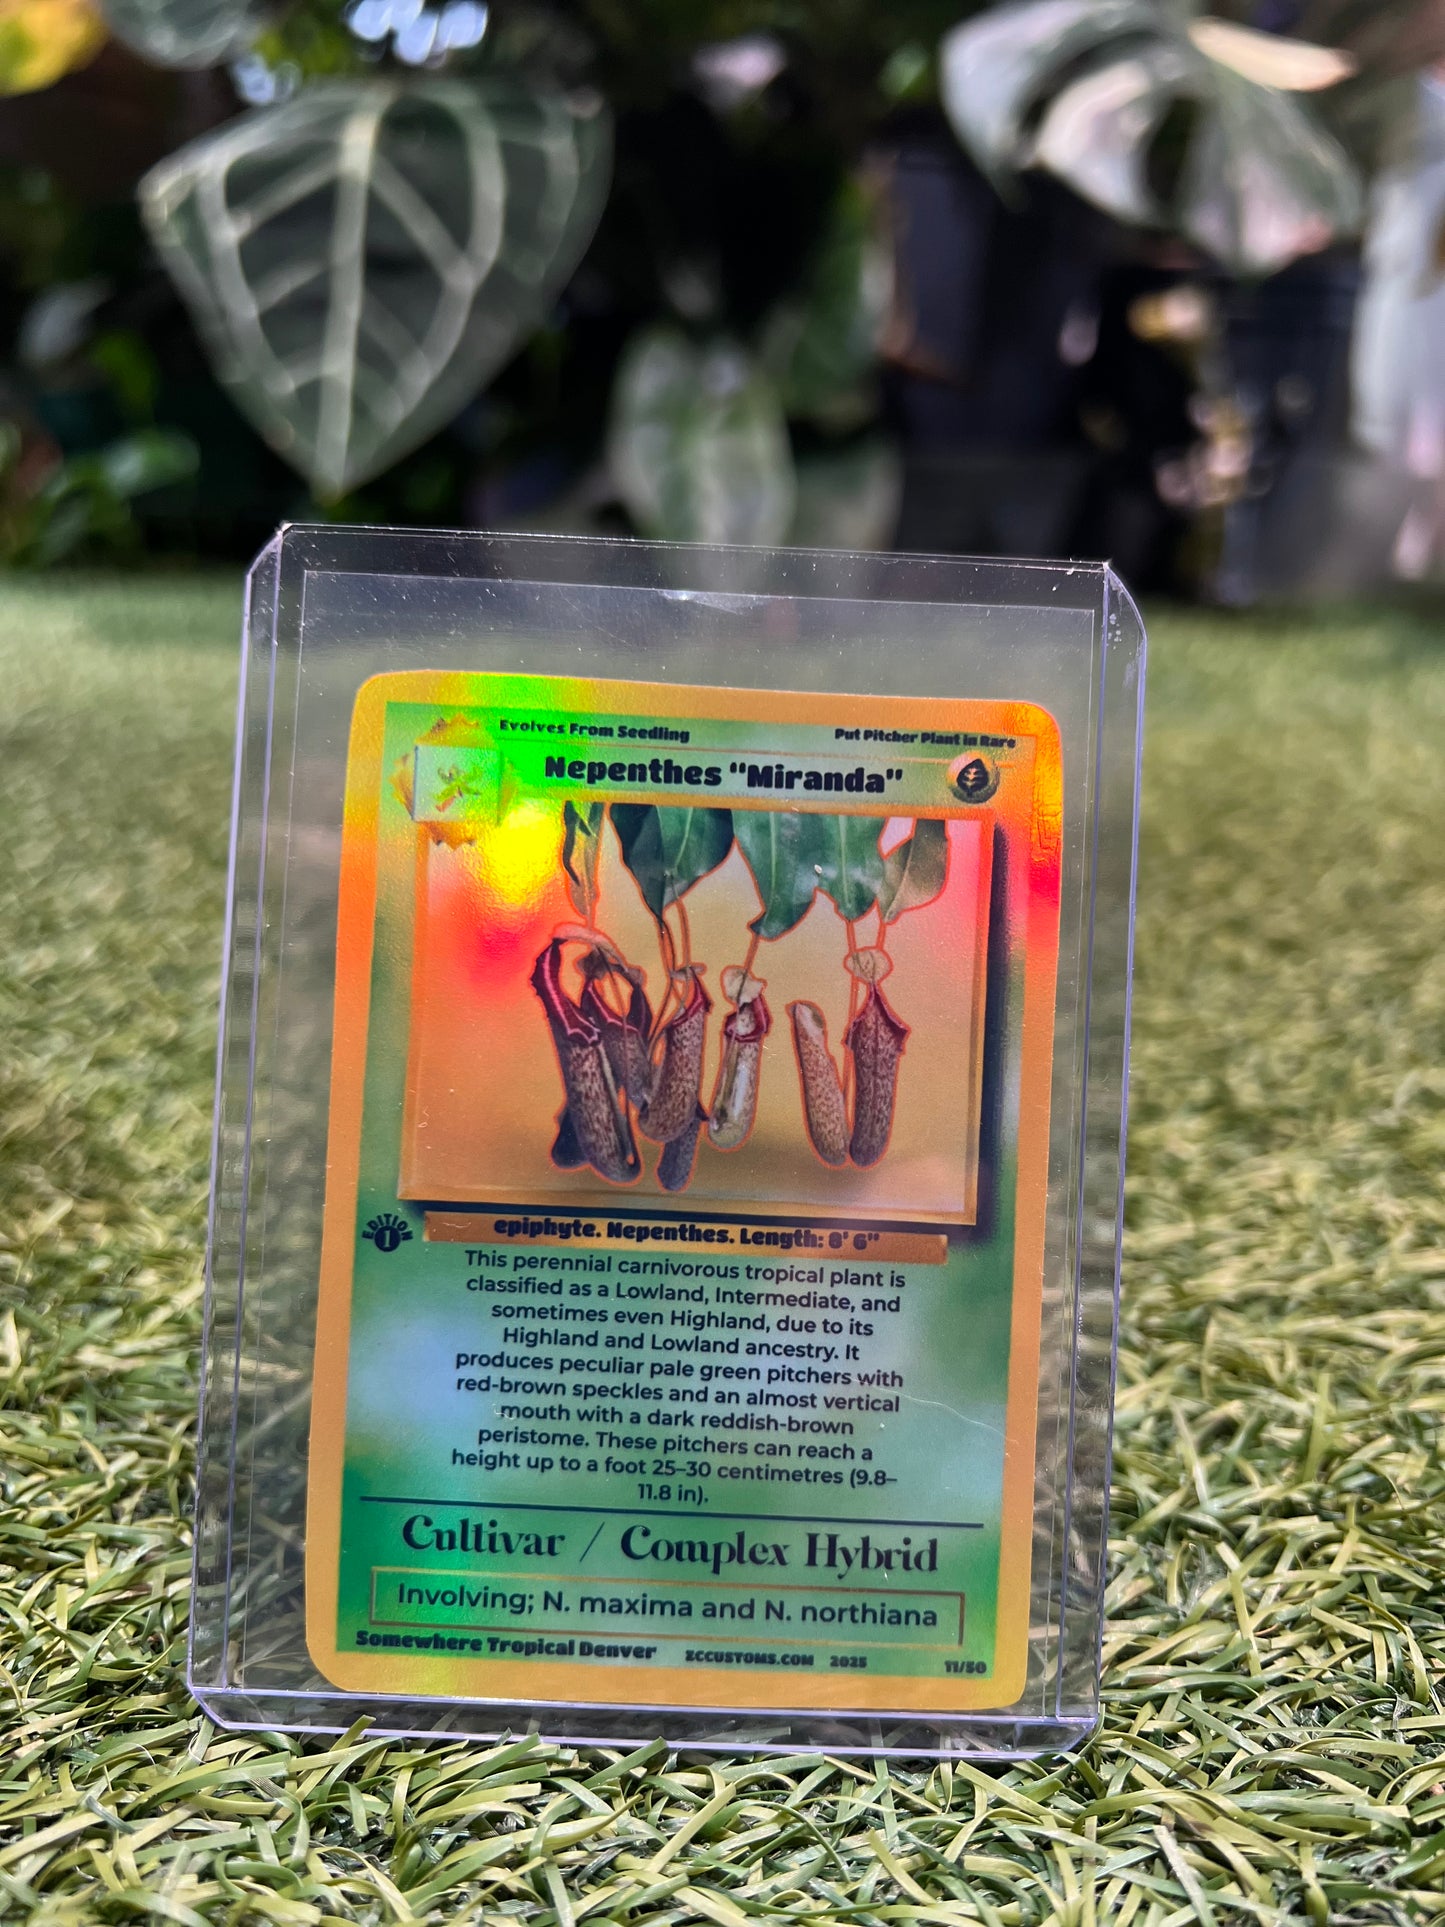 Evolves From Seedling
Put Pitcher Plant in Rare
Nepenthes "Miranda"
EDITION
1
epiphyte. Nepenthes. Length: 8' 6"
This perennial carnivorous tropical plant is
classified as a Lowland, Intermediate, and
sometimes even Highland, due to its
Highland and Lowland ancestry. It
produces peculiar pale green pitchers with
red-brown speckles and an almost vertical
mouth with a dark reddish-brown
peristome. These pitchers can reach a
height up to a foot 25–30 centimetres (9.8–
11.8 in).
Cultivar / Complex Hybrid
Involving; N. maxima and N. northiana
Somewhere Tropical Denver
ZCCUSTOMS.COM 2025
11/50